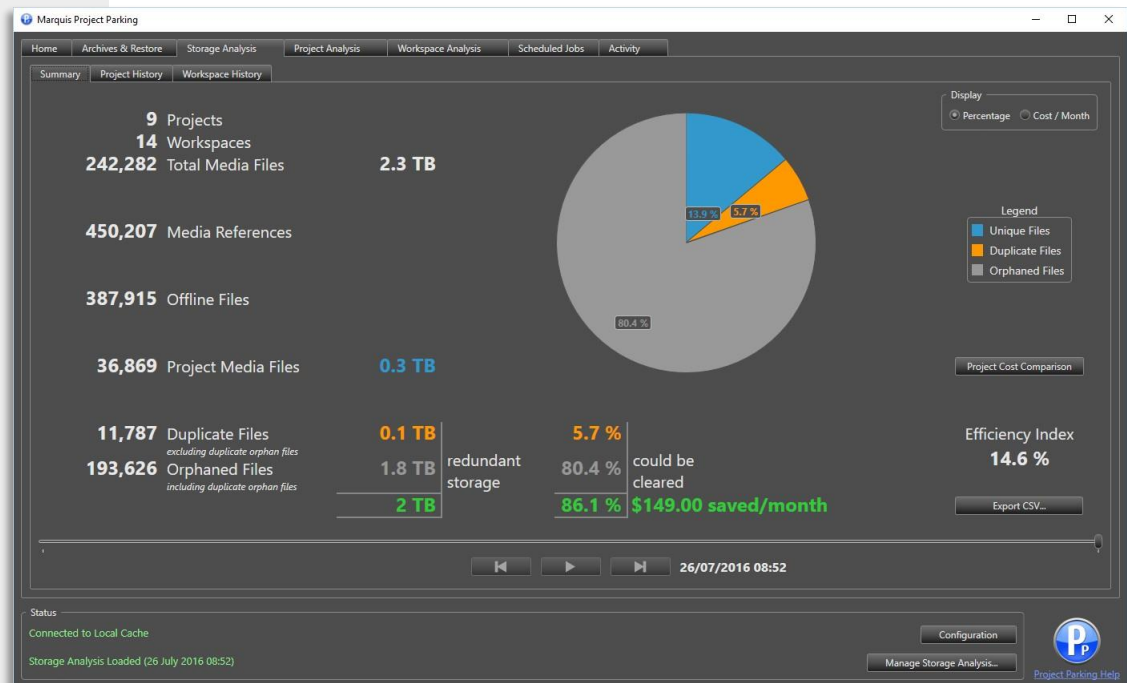 Marquis Project Parking
Home Archives & Restore Storage Analysis Project Analysis Workspace Analysis Scheduled Jobs Activity
Summary Project History Workspace History
Display
Percentage Cost / Month
9 Projects
14 Workspaces
242,282 Total Media Files 2.3 TB
450,207 Media References
387,915 Offline Files
36,869 Project Media Files 0.3 TB
13.9 % 5.7 %
80.4 %
Legend
Unique Files
Duplicate Files
Orphaned Files
Project Cost Comparison
11,787 Duplicate Files 0.1 TB 5.7 %
excluding duplicate orphan files
193,626 Orphaned Files 1.8 TB redundant storage 80.4 % could be cleared
including duplicate orphan files
2 TB 86.1 % $149.00 saved/month
Efficiency Index
14.6 %
Export CSV...
26/07/2016 08:52
Status
Connected to Local Cache
Storage Analysis Loaded (26 July 2016 08:52)
Configuration
Manage Storage Analysis...
Pp
Project Parking Help